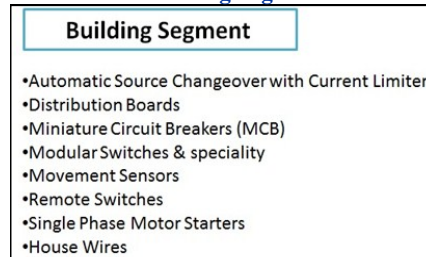 Building Segment
•Automatic Source Changeover with Current Limiter
•Distribution Boards
•Miniature Circuit Breakers (MCB)
•Modular Switches & speciality
•Movement Sensors
•Remote Switches
•Single Phase Motor Starters
•House Wires